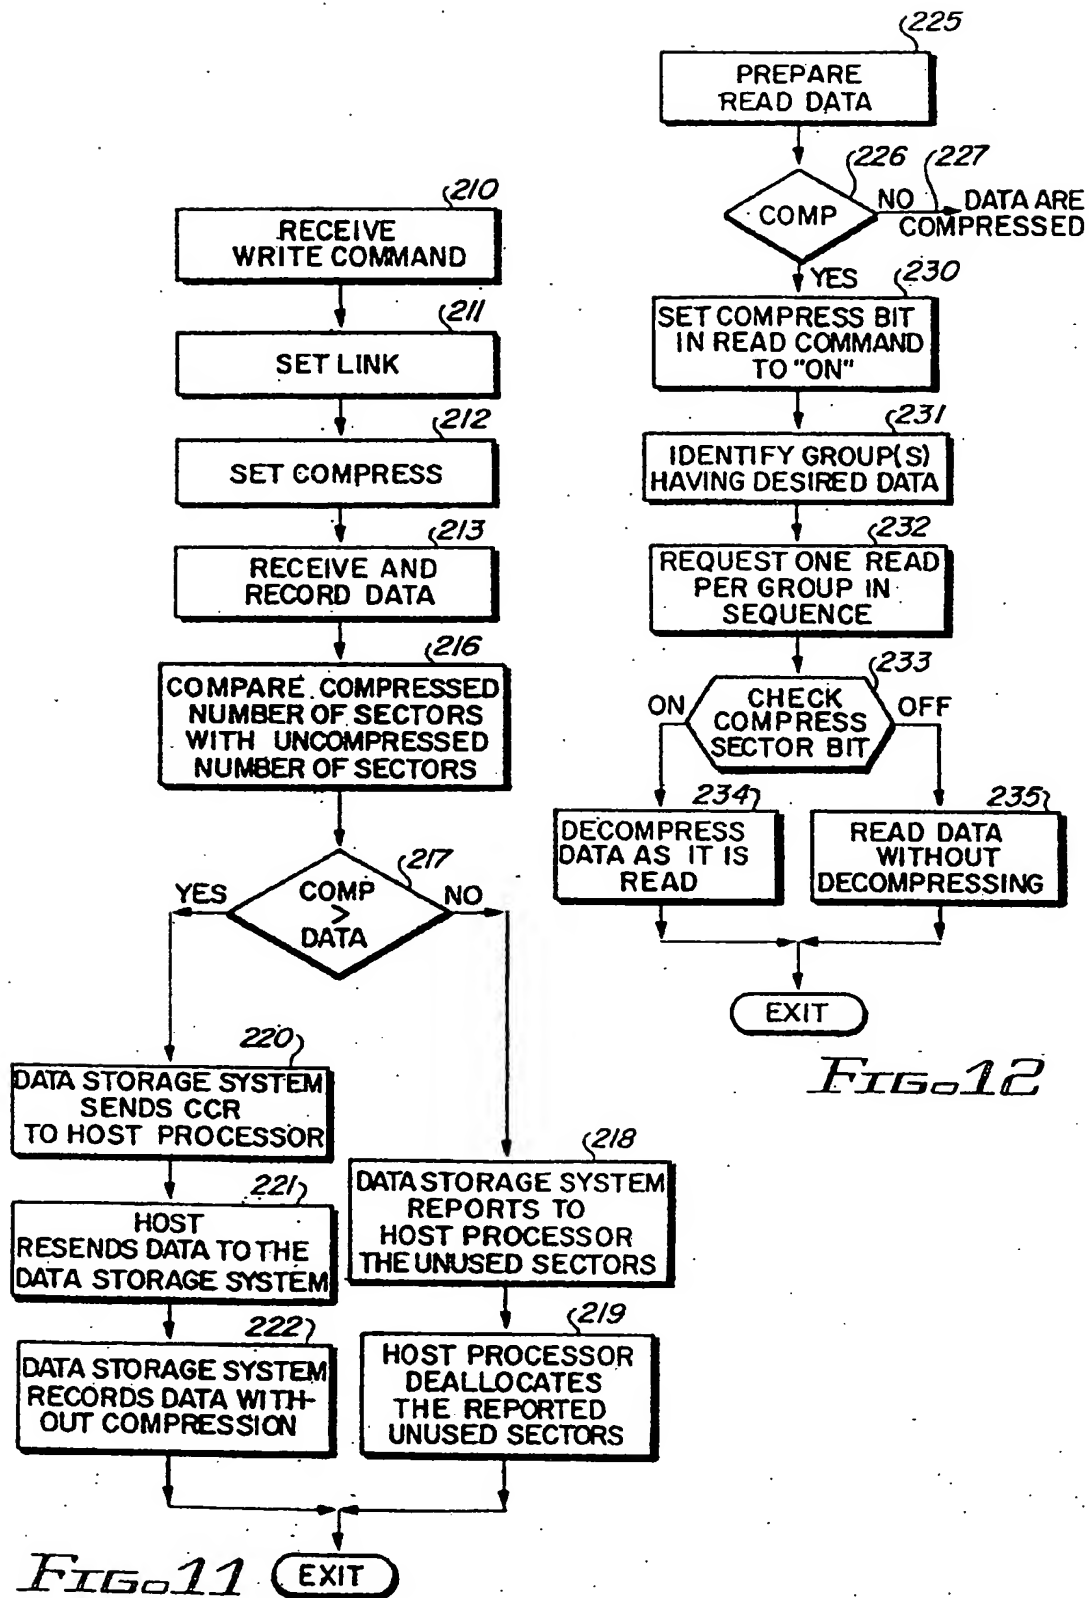 210
RECEIVE
WRITE COMMAND
211
SET LINK
212
SET COMPRESS
213
RECEIVE AND
RECORD DATA
216
COMPARE COMPRESSED
NUMBER OF SECTORS
WITH UNCOMPRESSED
NUMBER OF SECTORS
217
YES
COMP
>
DATA
NO
220
DATA STORAGE SYSTEM
SENDS CCR
TO HOST PROCESSOR
221
HOST
RESENDS DATA TO THE
DATA STORAGE SYSTEM
222
DATA STORAGE SYSTEM
RECORDS DATA WITH-
OUT COMPRESSION
218
DATA STORAGE SYSTEM
REPORTS TO
HOST PROCESSOR
THE UNUSED SECTORS
219
HOST PROCESSOR
DEALLOCATES
THE REPORTED
UNUSED SECTORS
EXIT
FIG. 11
225
PREPARE
READ DATA
226
COMP
NO
227
DATA ARE
COMPRESSED
YES
230
SET COMPRESS BIT
IN READ COMMAND
TO "ON"
231
IDENTIFY GROUP(S)
HAVING DESIRED DATA
232
REQUEST ONE READ
PER GROUP IN
SEQUENCE
233
ON
CHECK
COMPRESS
SECTOR BIT
OFF
234
DECOMPRESS
DATA AS IT IS
READ
235
READ DATA
WITHOUT
DECOMPRESSING
EXIT
FIG. 12